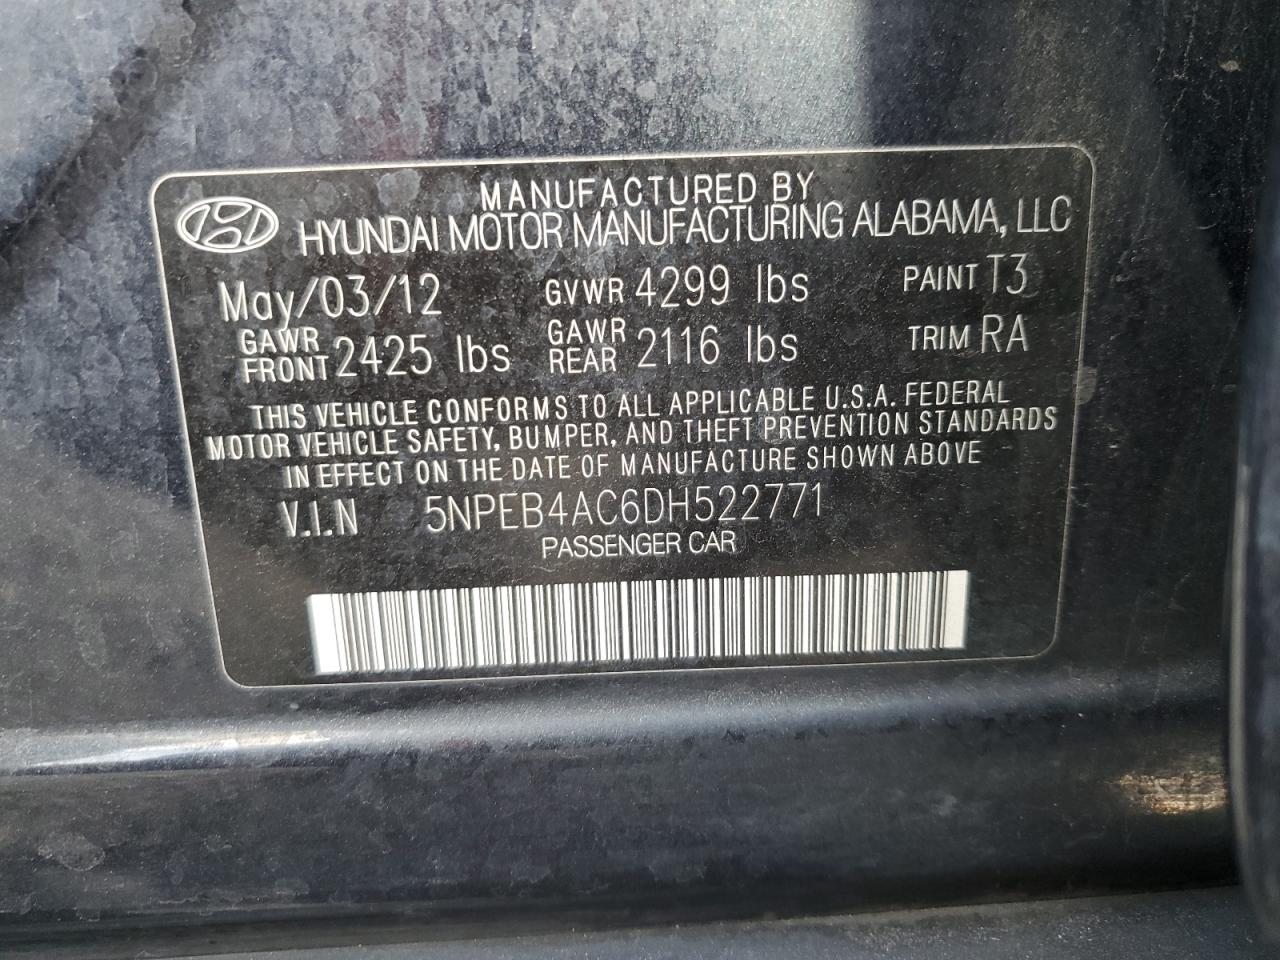 MANUFACTURED BY
HYUNDAI MOTOR MANUFACTURING ALABAMA, LLC
May/03/12 GVWR 4299 lbs PAINT T3
GAWR FRONT 2425 lbs GAWR REAR 2116 lbs TRIM RA
THIS VEHICLE CONFORMS TO ALL APPLICABLE U.S.A. FEDERAL
MOTOR VEHICLE SAFETY, BUMPER, AND THEFT PREVENTION STANDARDS
IN EFFECT ON THE DATE OF MANUFACTURE SHOWN ABOVE
V.I.N 5NPEB4AC6DH522771
PASSENGER CAR